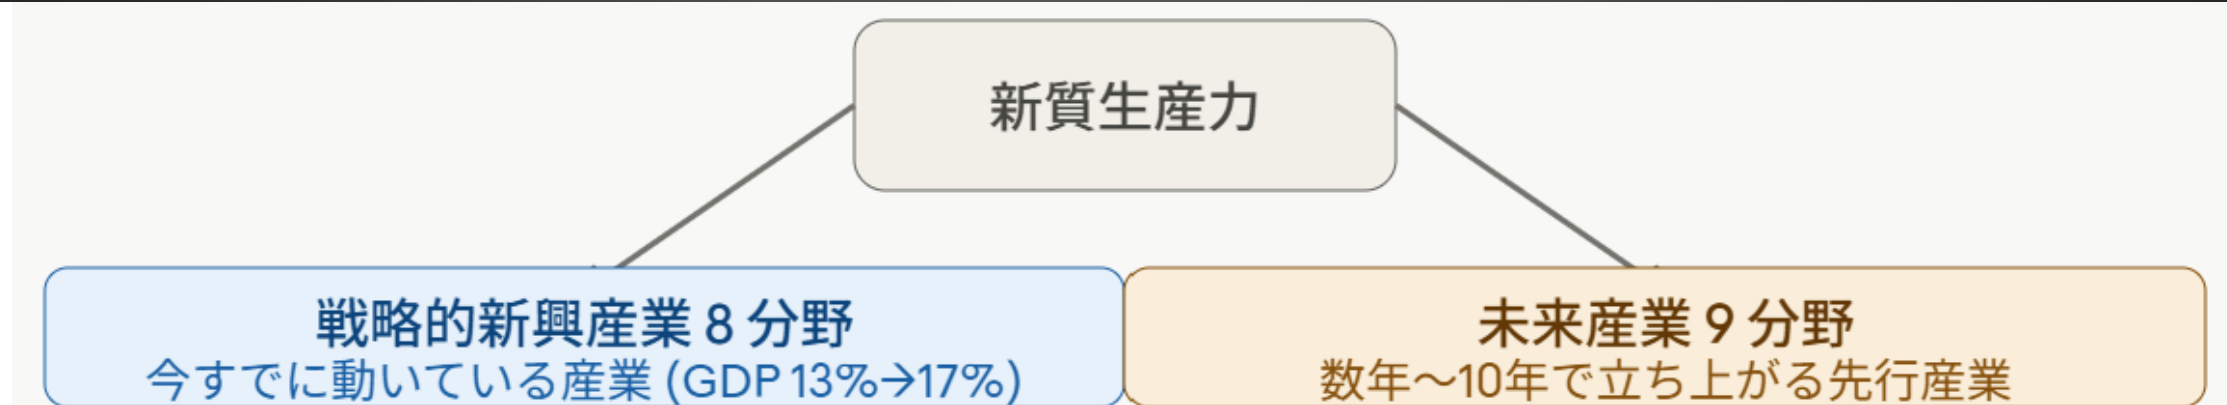 新質生産力
戦略的新興産業 8 分野
今すでに動いている産業 (GDP 13%→17%)
未来産業 9 分野
数年〜10年で立ち上がる先行産業